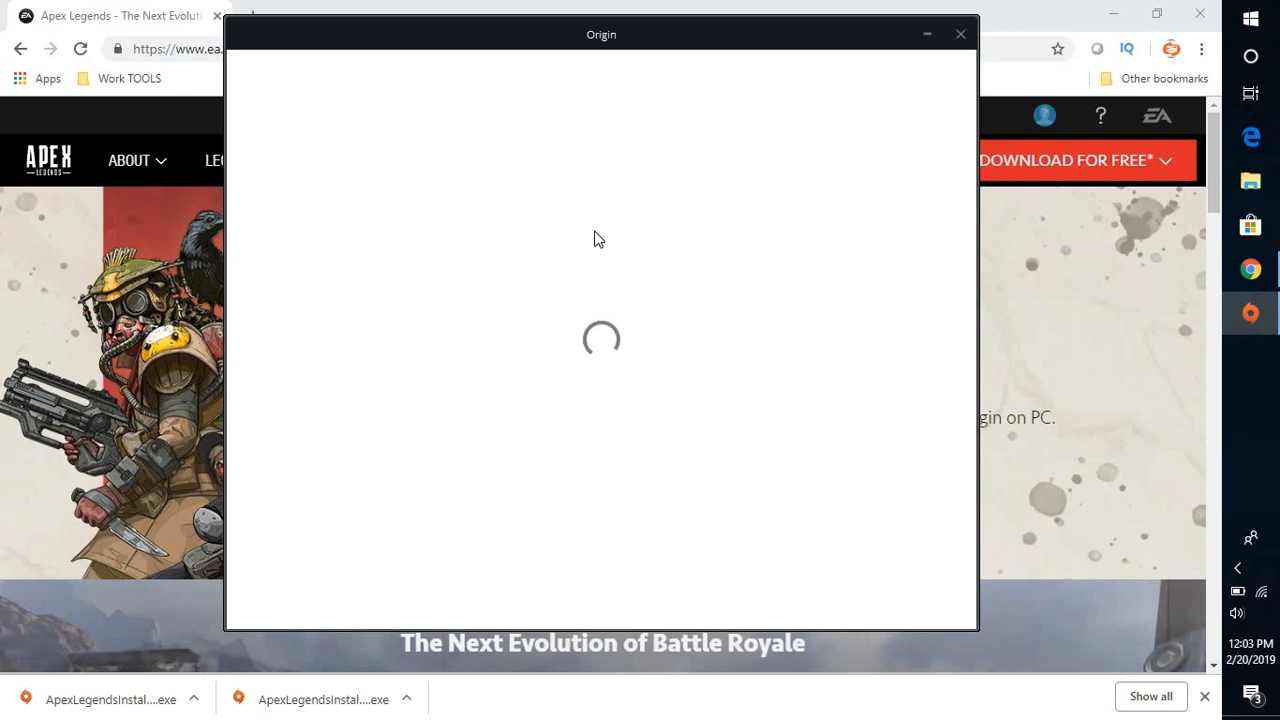 Apex Legends - The Next Evoluti
https://www.ea.
IQ
Apps
Work TOOLS
Other bookmarks
Origin
APEX
LEGENDS
ABOUT
LE
?
EA
DOWNLOAD FOR FREE*
gin on PC.
The Next Evolution of Battle Royale
ApexLegendsInstal....exe
ApexLegendsInstal....exe
Show all
12:03 PM
2/20/2019
3